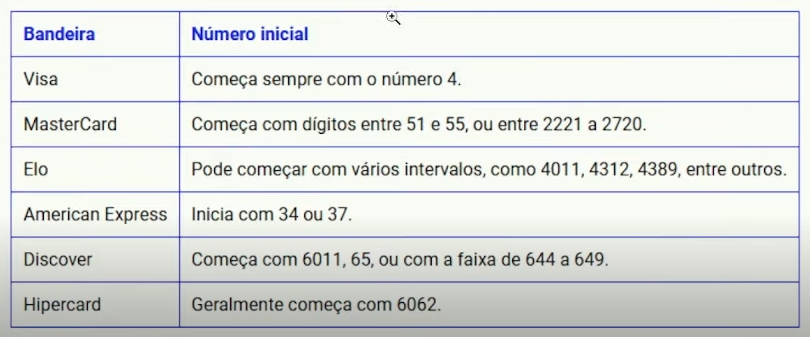 Bandeira Número inicial
Visa Começa sempre com o número 4.
MasterCard Começa com dígitos entre 51 e 55, ou entre 2221 a 2720.
Elo Pode começar com vários intervalos, como 4011, 4312, 4389, entre outros.
American Express Inicia com 34 ou 37.
Discover Começa com 6011, 65, ou com a faixa de 644 a 649.
Hipercard Geralmente começa com 6062.